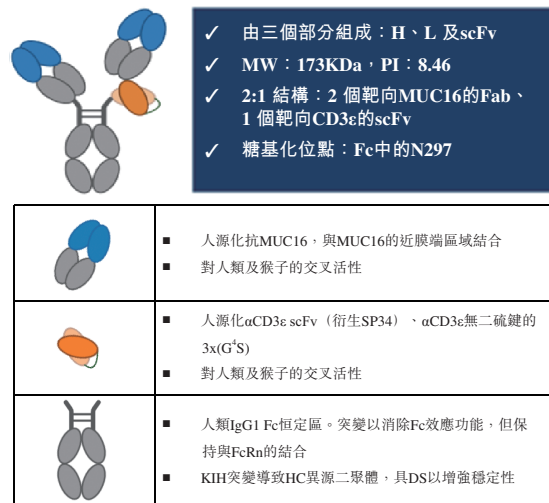 ✓ 由三個部分組成：H、L 及scFv
✓ MW：173KDa，PI：8.46
✓ 2:1 結構：2 個靶向MUC16的Fab、
1 個靶向CD3ε的scFv
✓ 糖基化位點：Fc中的N297
■ 人源化抗MUC16，與MUC16的近膜端區域結合
■ 對人類及猴子的交叉活性
■ 人源化αCD3ε scFv（衍生SP34）、αCD3ε無二硫鍵的
3x(G⁴S)
■ 對人類及猴子的交叉活性
■ 人類IgG1 Fc恒定區。突變以消除Fc效應功能，但保
持與FcRn的結合
■ KIH突變導致HC異源二聚體，具DS以增強穩定性